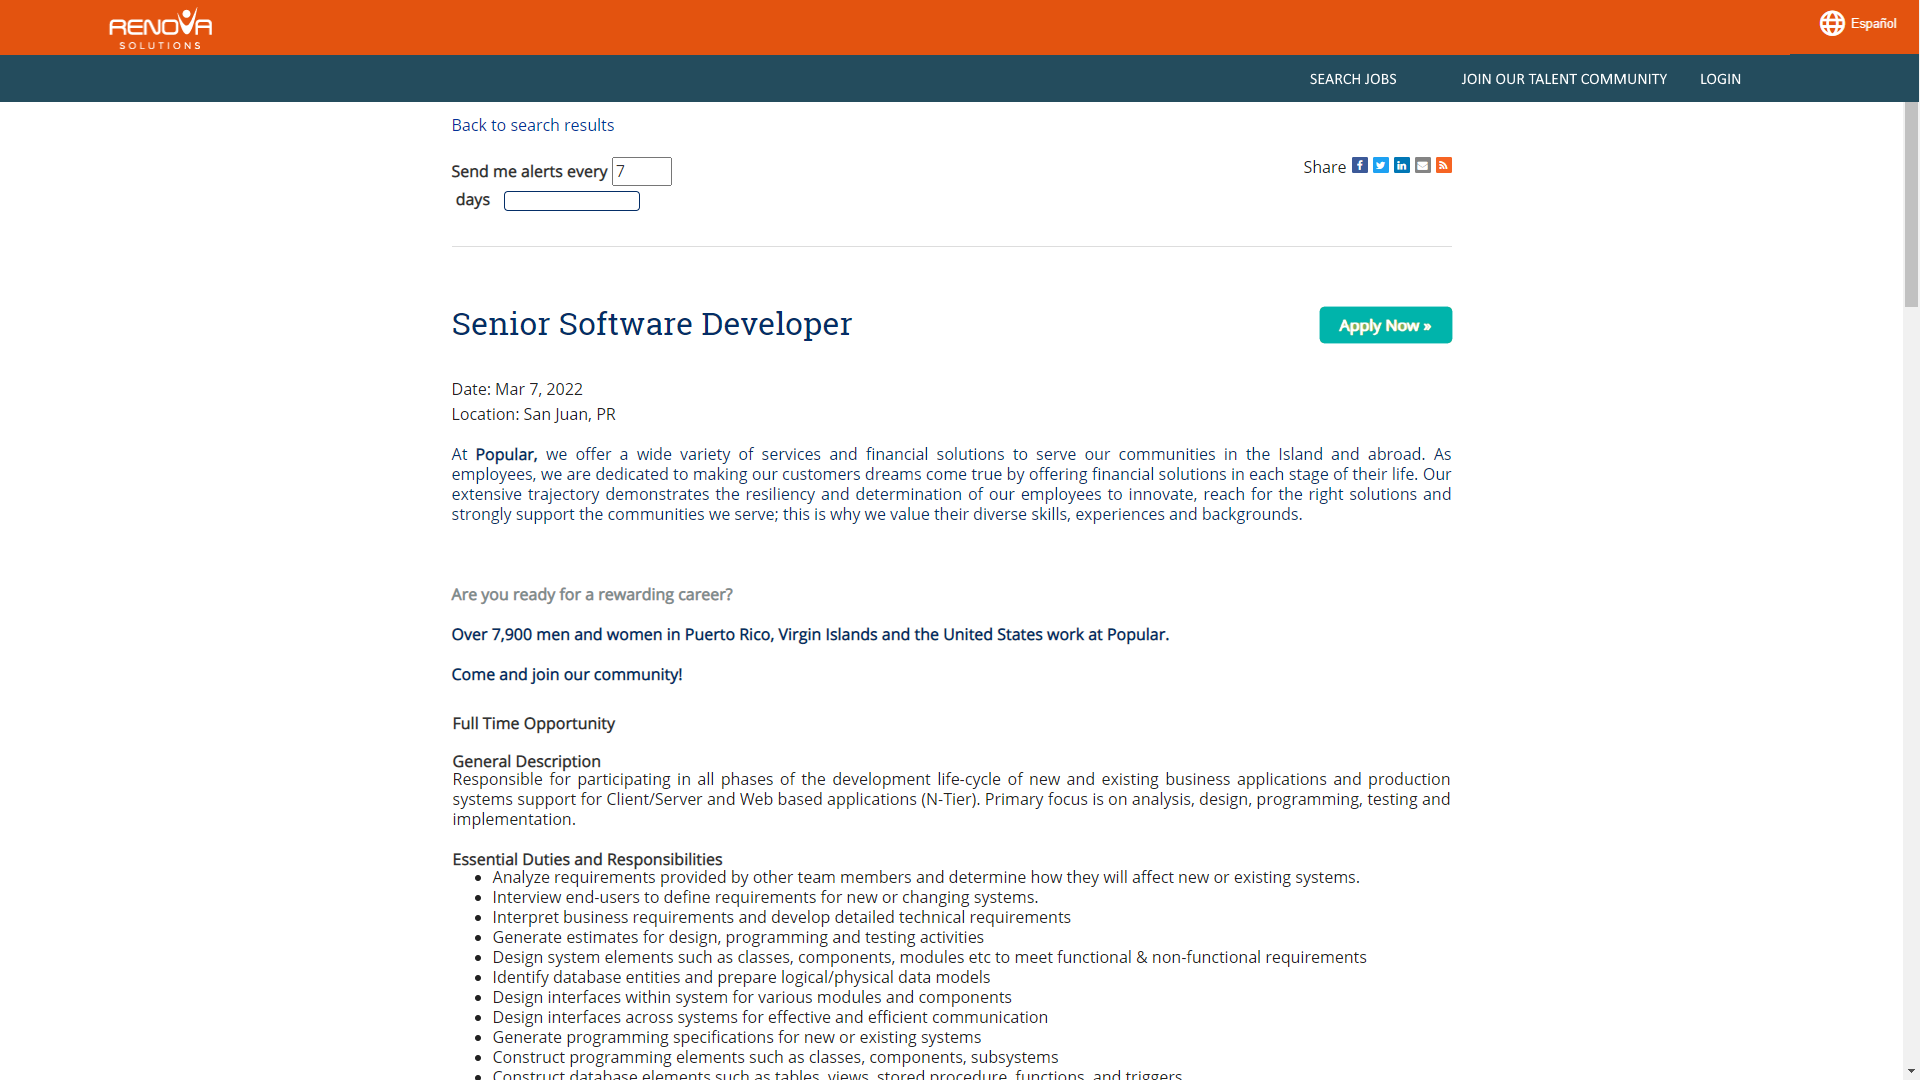 RENOVA
SOLUTIONS
Español
SEARCH JOBS
JOIN OUR TALENT COMMUNITY
LOGIN
Back to search results
Send me alerts every 7
days
Share
Senior Software Developer
Apply Now »
Date: Mar 7, 2022
Location: San Juan, PR
At Popular, we offer a wide variety of services and financial solutions to serve our communities in the Island and abroad. As
employees, we are dedicated to making our customers dreams come true by offering financial solutions in each stage of their life. Our
extensive trajectory demonstrates the resiliency and determination of our employees to innovate, reach for the right solutions and
strongly support the communities we serve; this is why we value their diverse skills, experiences and backgrounds.
Are you ready for a rewarding career?
Over 7,900 men and women in Puerto Rico, Virgin Islands and the United States work at Popular.
Come and join our community!
Full Time Opportunity
General Description
Responsible for participating in all phases of the development life-cycle of new and existing business applications and production
systems support for Client/Server and Web based applications (N-Tier). Primary focus is on analysis, design, programming, testing and
implementation.
Essential Duties and Responsibilities
• Analyze requirements provided by other team members and determine how they will affect new or existing systems.
• Interview end-users to define requirements for new or changing systems.
• Interpret business requirements and develop detailed technical requirements
• Generate estimates for design, programming and testing activities
• Design system elements such as classes, components, modules etc to meet functional & non-functional requirements
• Identify database entities and prepare logical/physical data models
• Design interfaces within system for various modules and components
• Design interfaces across systems for effective and efficient communication
• Generate programming specifications for new or existing systems
• Construct programming elements such as classes, components, subsystems
• Construct database elements such as tables, views, stored procedure, functions, and triggers